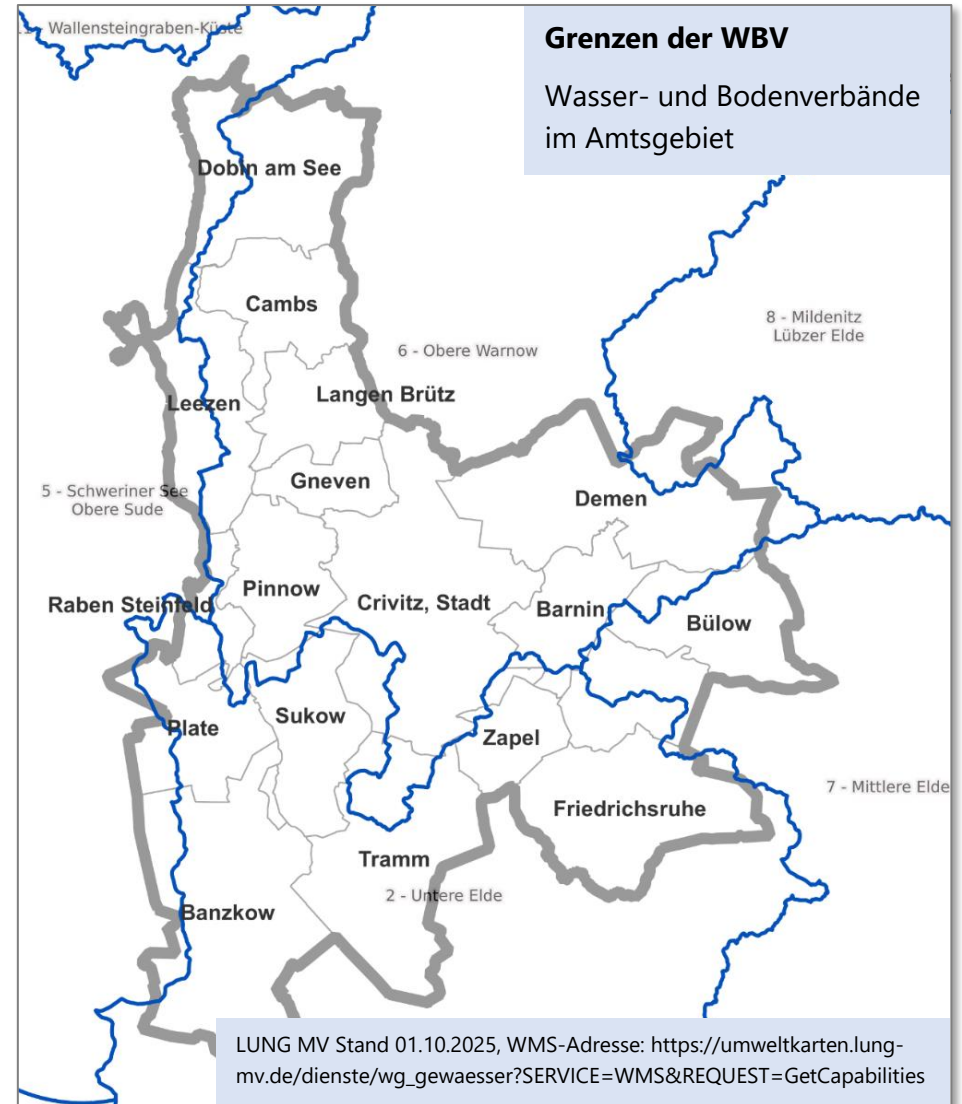 11 - Wallensteingraben-Küste
Grenzen der WBV
Wasser- und Bodenverbände
im Amtsgebiet
Dobin am See
Cambs
8 - Mildenitz
Lübzer Elde
6 - Obere Warnow
Langen Brütz
Leezen
Gneven
5 - Schweriner See
Obere Sude
Demen
Pinnow
Raben Steinfeld
Crivitz, Stadt
Barnin
Bülow
Sukow
Plate
Zapel
7 - Mittlere Elde
Friedrichsruhe
Tramm
2 - Untere Elde
Banzkow
LUNG MV Stand 01.10.2025, WMS-Adresse: https://umweltkarten.lung-
mv.de/dienste/wg_gewaesser?SERVICE=WMS&REQUEST=GetCapabilities